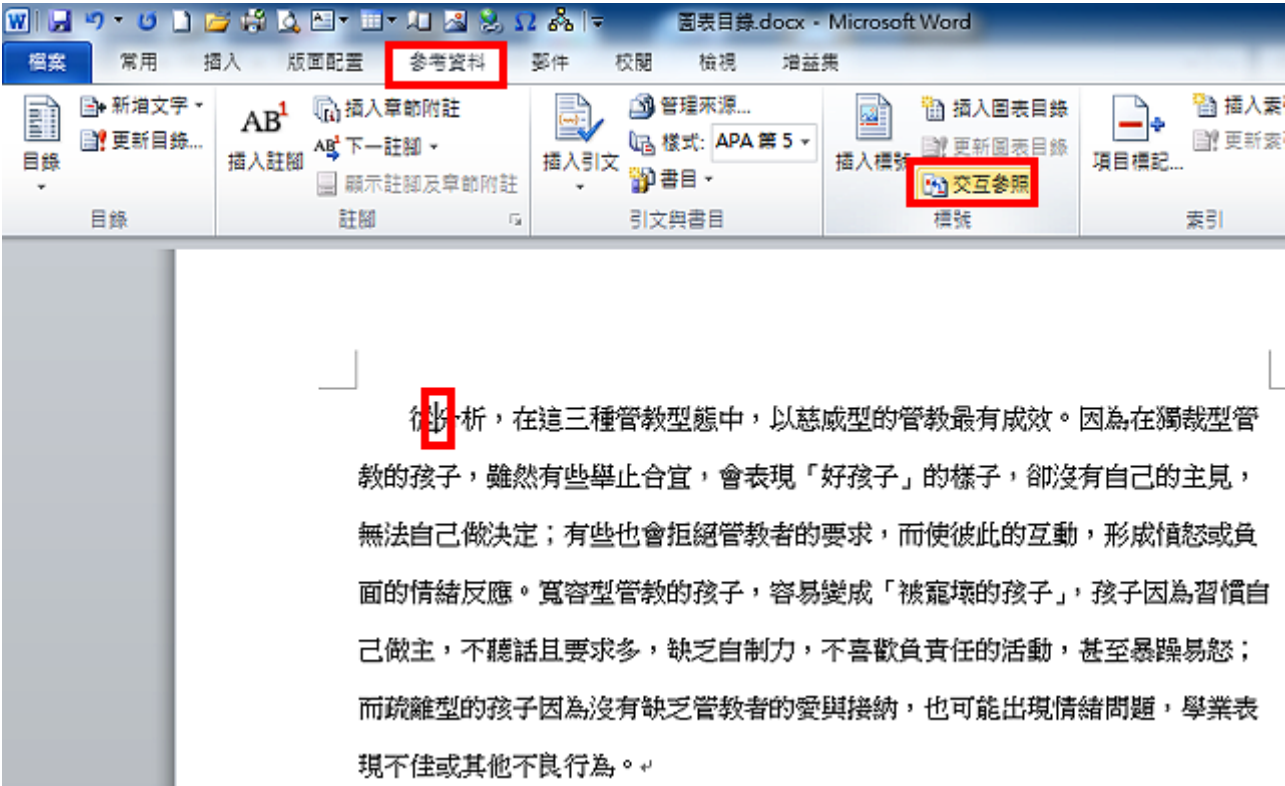 圖表目錄.docx - Microsoft Word
檔案 常用 插入 版面配置 參考資料 郵件 校閱 檢視 增益集
新增文字 插入章節附註 管理來源... 插入圖表目錄 插入索
更新目錄... AB1 下一註腳 樣式: APA 第 5 更新圖表目錄 更新索
目錄 插入註腳 顯示註腳及章節附註 插入引文 書目 插入標號 交互參照 項目標記...
目錄 註腳 引文與書目 標號 索引
從分析，在這三種管教型態中，以慈威型的管教最有成效。因為在獨裁型管
教的孩子，雖然有些舉止合宜，會表現「好孩子」的樣子，卻沒有自己的主見，
無法自己做決定；有些也會拒絕管教者的要求，而使彼此的互動，形成憤怒或負
面的情緒反應。寬容型管教的孩子，容易變成「被寵壞的孩子」，孩子因為習慣自
己做主，不聽話且要求多，缺乏自制力，不喜歡負責任的活動，甚至暴躁易怒；
而疏離型的孩子因為沒有缺乏管教者的愛與接納，也可能出現情緒問題，學業表
現不佳或其他不良行為。